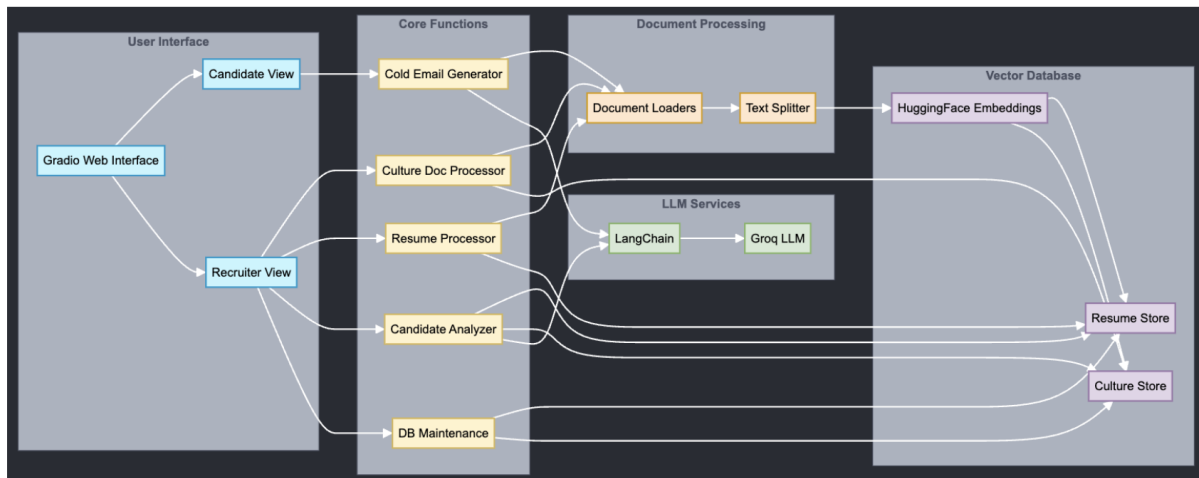 User Interface
Gradio Web Interface
Candidate View
Recruiter View
Core Functions
Cold Email Generator
Culture Doc Processor
Resume Processor
Candidate Analyzer
DB Maintenance
Document Processing
Document Loaders
Text Splitter
LLM Services
LangChain
Groq LLM
Vector Database
HuggingFace Embeddings
Resume Store
Culture Store